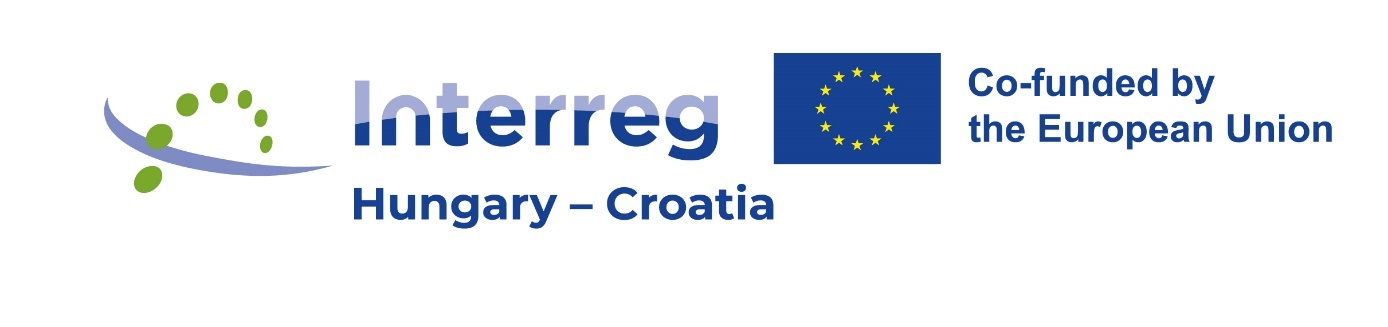 Interreg
Hungary – Croatia
Co-funded by
the European Union